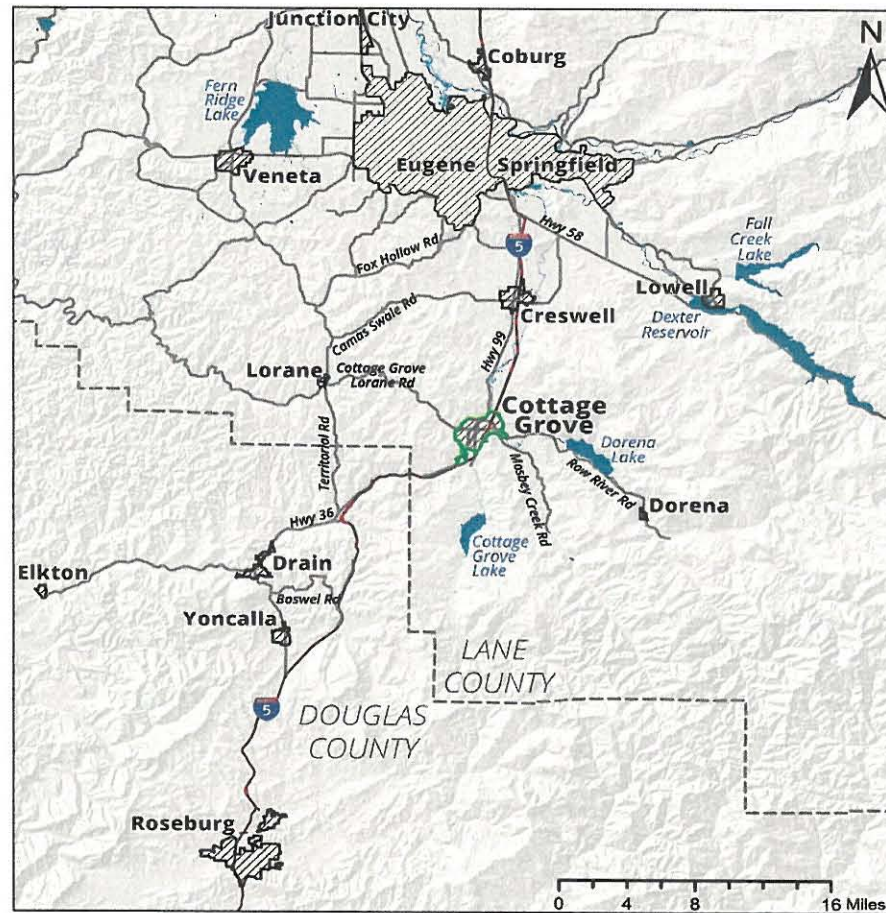 Junction City
Coburg
N
Fern
Ridge
Lake
Eugene
Springfield
Veneta
Hwy 58
Fall
Creek
Lake
Fox Hollow Rd
5
Lowell
Dexter
Reservoir
Creswell
Camas Swale Rd
Hwy 99
Lorane
Cottage Grove
Lorane Rd
Cottage
Grove
Dorena
Lake
Territorial Rd
Mosbey Creek Rd
Row River Rd
Dorena
Hwy 36
Cottage
Grove
Lake
Drain
Elkton
Boswel Rd
Yoncalla
LANE
COUNTY
5
DOUGLAS
COUNTY
Roseburg
0 4 8 16 Miles